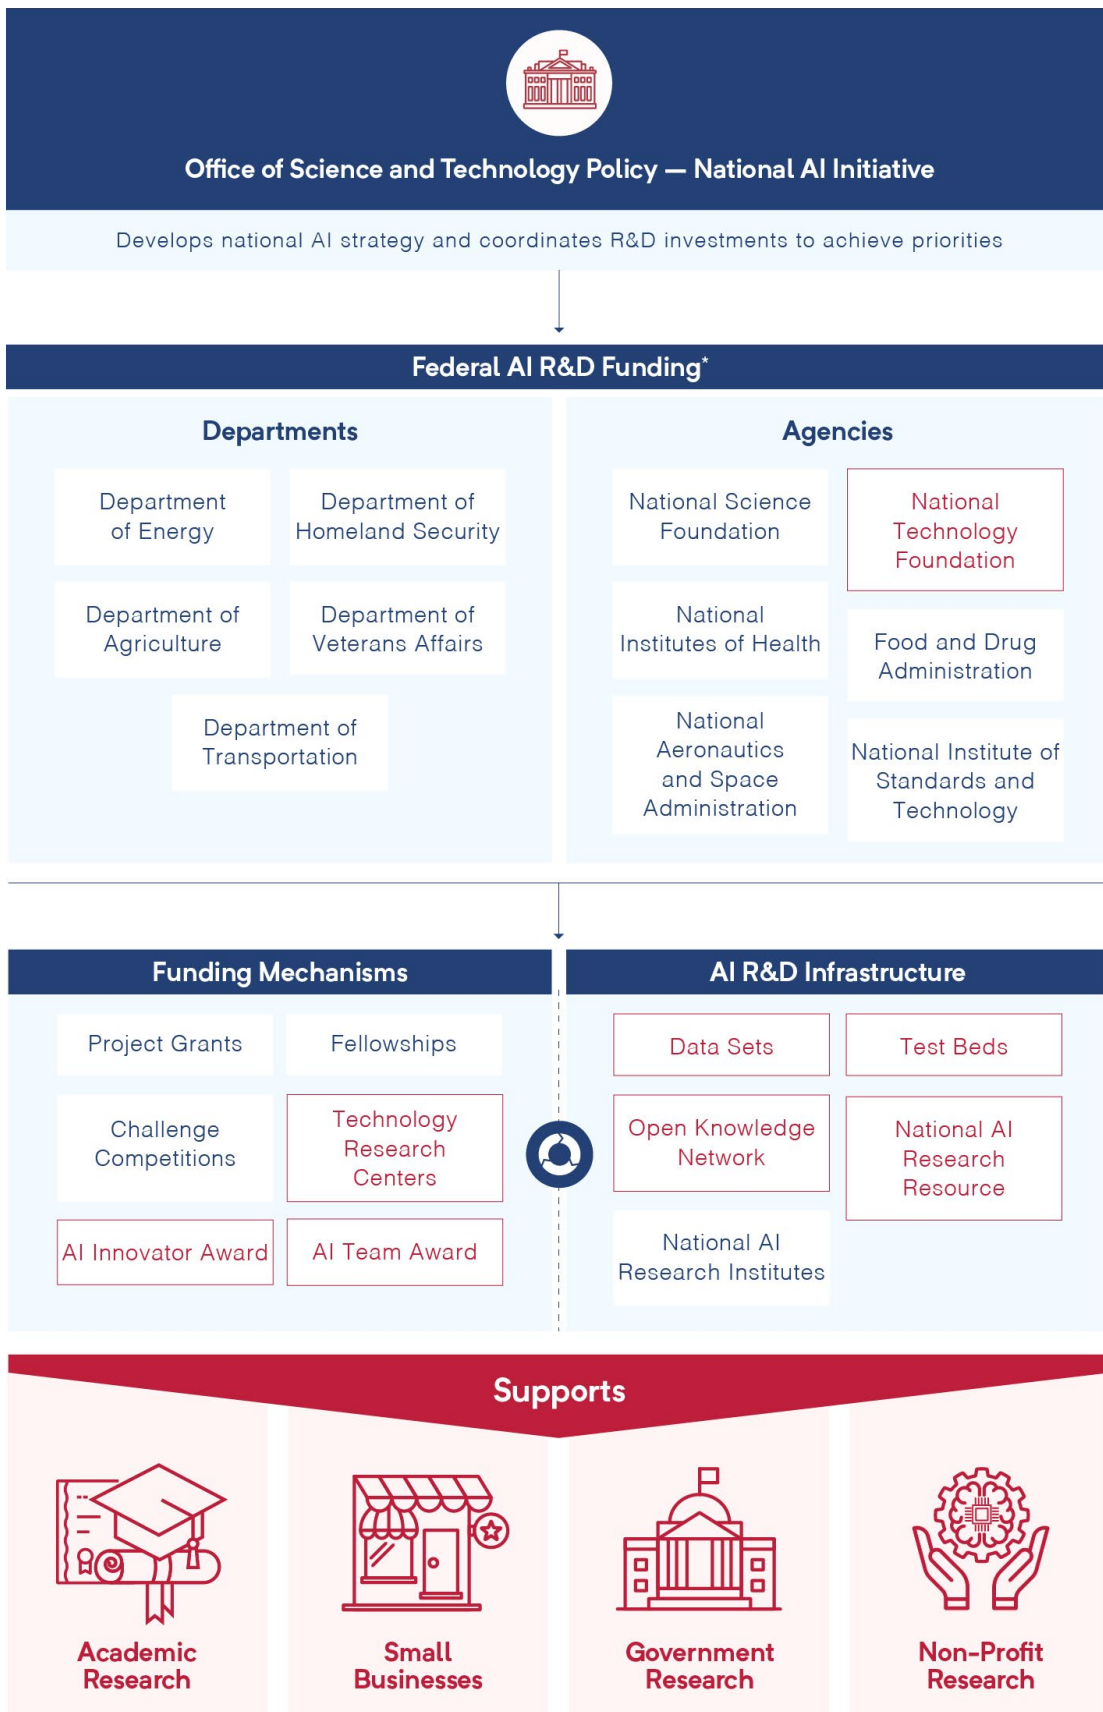 Office of Science and Technology Policy — National AI Initiative
Develops national AI strategy and coordinates R&D investments to achieve priorities
Federal AI R&D Funding*
Departments
Department
of Energy
Department of
Homeland Security
Department of
Agriculture
Department of
Veterans Affairs
Department of
Transportation
Agencies
National Science
Foundation
National
Technology
Foundation
National
Institutes of Health
Food and Drug
Administration
National
Aeronautics
and Space
Administration
National Institute of
Standards and
Technology
Funding Mechanisms
Project Grants
Fellowships
Challenge
Competitions
Technology
Research
Centers
AI Innovator Award
AI Team Award
AI R&D Infrastructure
Data Sets
Test Beds
Open Knowledge
Network
National AI
Research
Resource
National AI
Research Institutes
Supports
Academic
Research
Small
Businesses
Government
Research
Non-Profit
Research